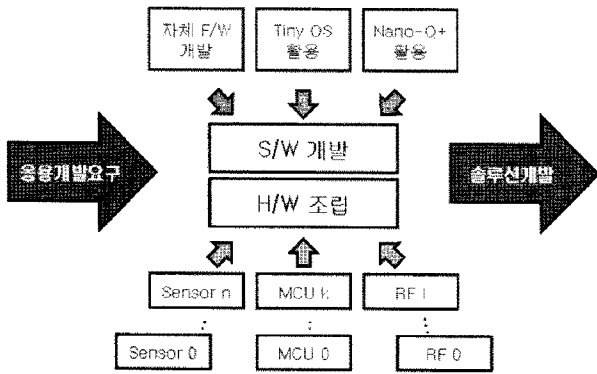 자체 F/W
개발
Tiny OS
활용
Nano-Q+
활용
응용개발요구
S/W 개발
H/W 조립
솔루션개발
Sensor n
MCU k
RF l
Sensor 0
MCU 0
RF 0